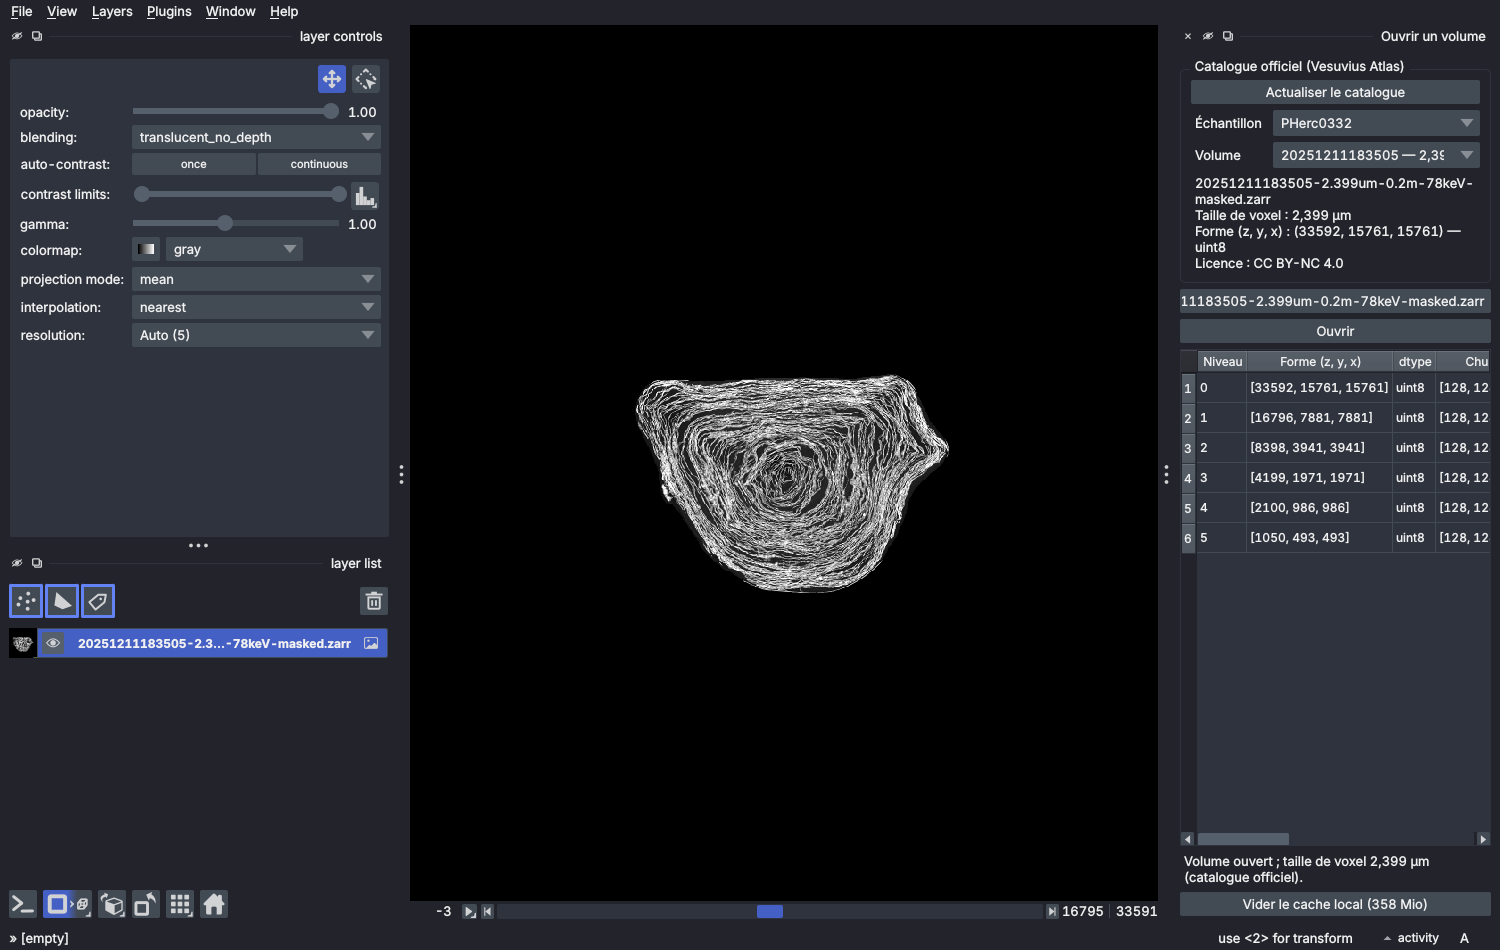 File View Layers Plugins Window Help
layer controls
opacity: 1.00
blending: translucent_no_depth
auto-contrast: once continuous
contrast limits:
gamma: 1.00
colormap: gray
projection mode: mean
interpolation: nearest
resolution: Auto (5)
layer list
20251211183505-2.3...-78keV-masked.zarr
» [empty]
-3 16795 33591
Ouvrir un volume
Catalogue officiel (Vesuvius Atlas)
Actualiser le catalogue
Échantillon PHerc0332
Volume 20251211183505 — 2,39
20251211183505-2.399um-0.2m-78keV-
masked.zarr
Taille de voxel : 2,399 µm
Forme (z, y, x) : (33592, 15761, 15761) —
uint8
Licence : CC BY-NC 4.0
11183505-2.399um-0.2m-78keV-masked.zarr
Ouvrir
Niveau Forme (z, y, x) dtype Chu
1 0 [33592, 15761, 15761] uint8 [128, 12
2 1 [16796, 7881, 7881] uint8 [128, 12
3 2 [8398, 3941, 3941] uint8 [128, 12
4 3 [4199, 1971, 1971] uint8 [128, 12
5 4 [2100, 986, 986] uint8 [128, 12
6 5 [1050, 493, 493] uint8 [128, 12
Volume ouvert ; taille de voxel 2,399 µm
(catalogue officiel).
Vider le cache local (358 Mio)
use <2> for transform activity A